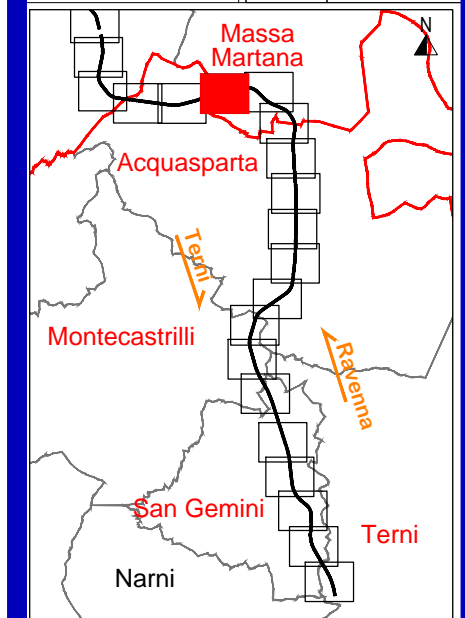 Massa
Martana
N
Acquasparta
Terni
Montecastrilli
Ravenna
San Gemini
Terni
Narni